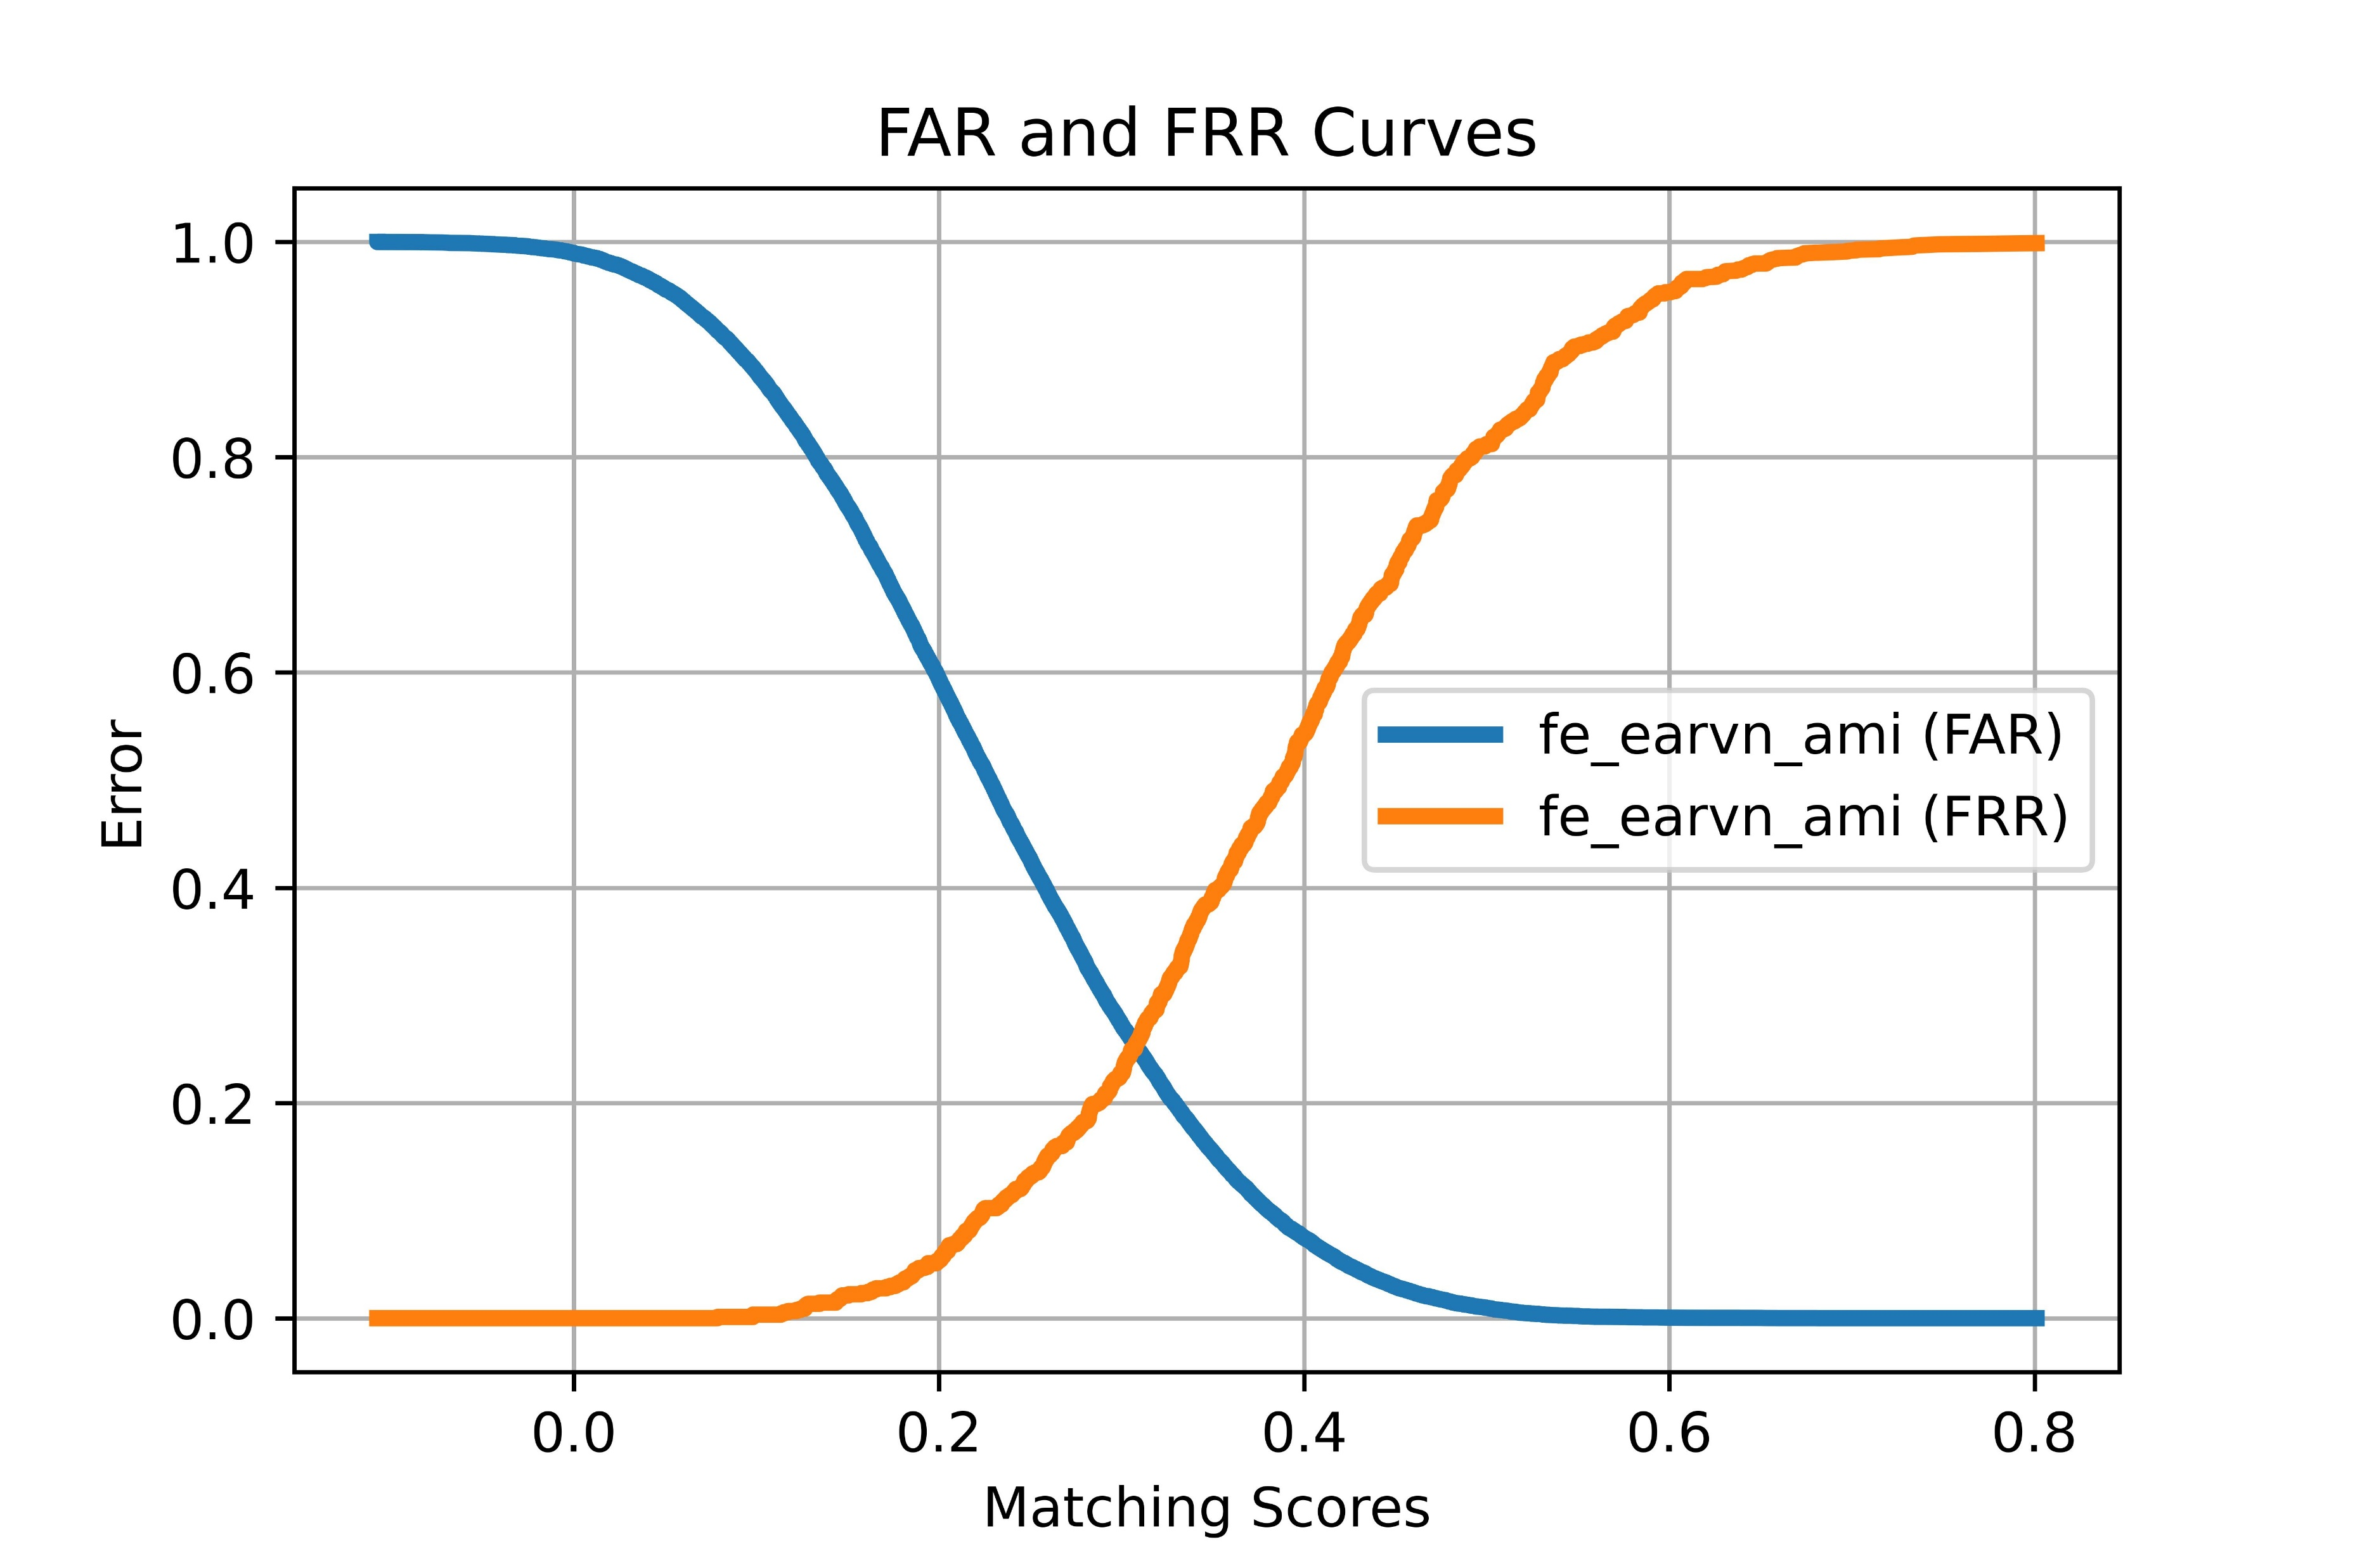 FAR and FRR Curves
1.0
0.8
0.6
0.4
0.2
0.0
Error
fe_earvn_ami (FAR)
fe_earvn_ami (FRR)
0.0 0.2 0.4 0.6 0.8
Matching Scores